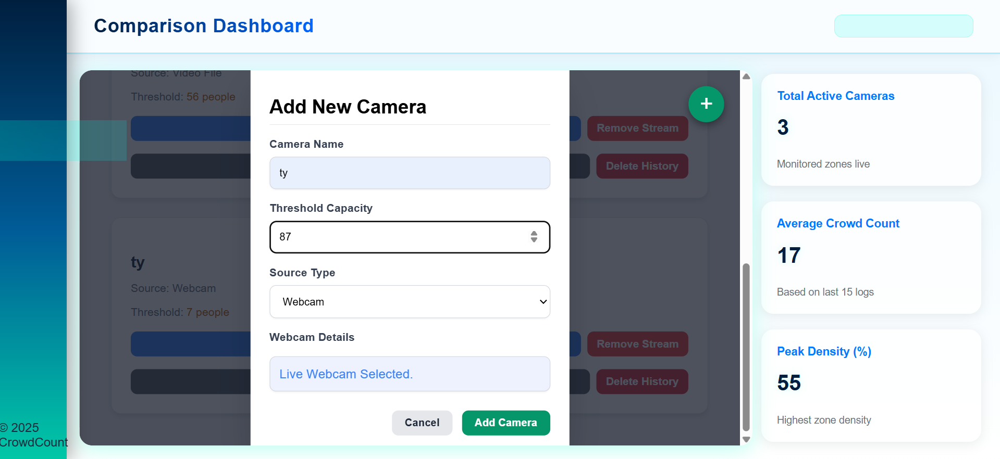 Comparison Dashboard
Source: Video File
Threshold: 56 people
Remove Stream
Delete History
ty
Source: Webcam
Threshold: 7 people
Remove Stream
Delete History
+
Add New Camera
Camera Name
ty
Threshold Capacity
87
Source Type
Webcam
Webcam Details
Live Webcam Selected.
Cancel
Add Camera
Total Active Cameras
3
Monitored zones live
Average Crowd Count
17
Based on last 15 logs
Peak Density (%)
55
Highest zone density
© 2025
CrowdCount